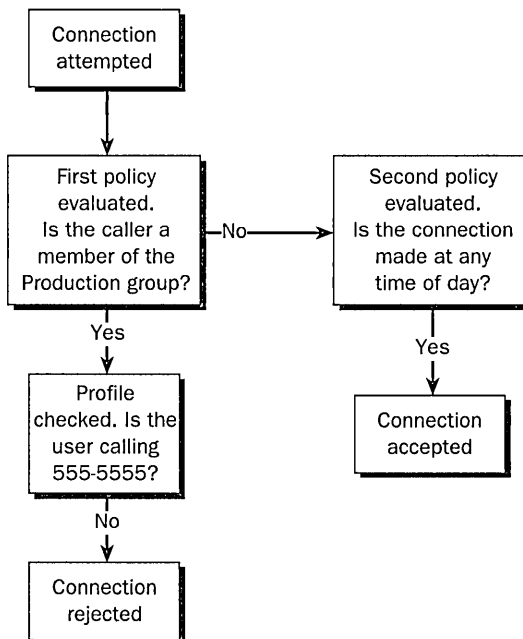 Connection
attempted
First policy
evaluated.
Is the caller a
member of the
Production group?
No
Second policy
evaluated.
Is the connection
made at any
time of day?
Yes
Yes
Profile
checked. Is the
user calling
555-5555?
Connection
accepted
No
Connection
rejected